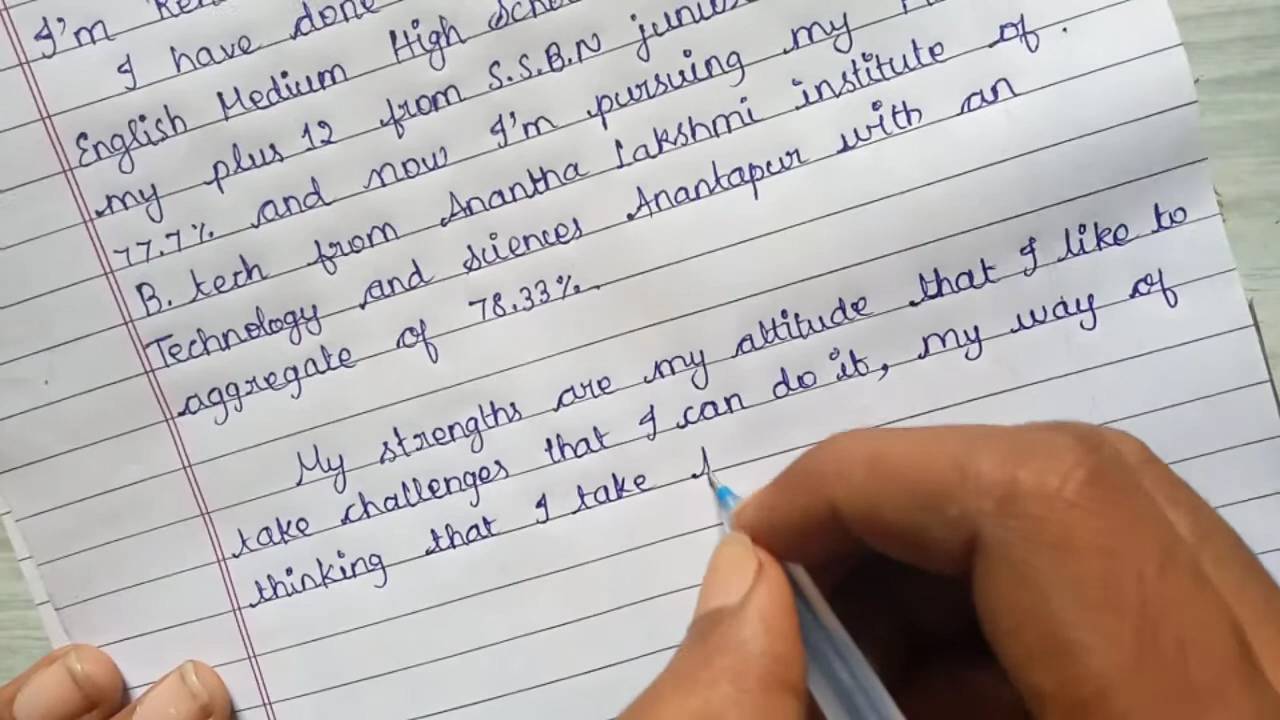 I'm
I have done
English Medium High
my plus 12 from S.S.B.N
77.7% and now I'm pursuing my
B. tech from Anantha Lakshmi institute of
Technology and sciences Anantapur with an
aggregate of 78.33%.
My strengths are my attitude that I like to
take challenges that I can do it, my way of
thinking that I take